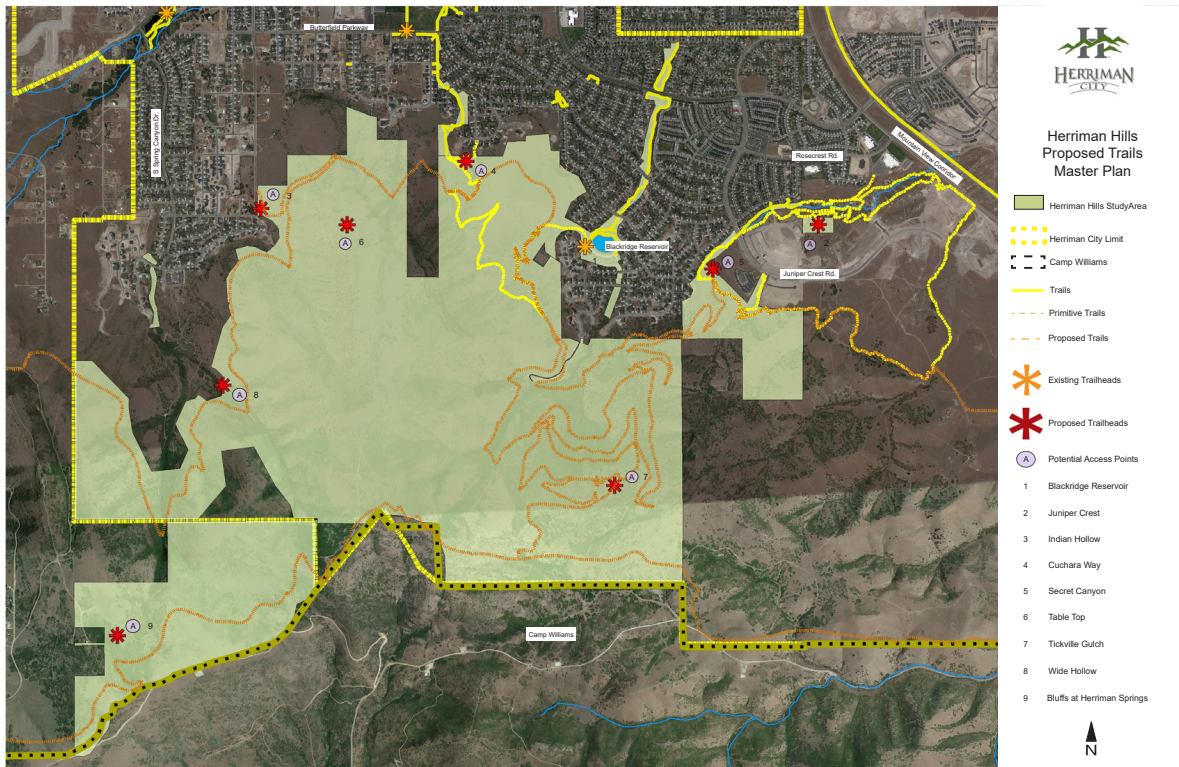 Butterfield Parkway
S Spring Canyon Dr.
Mountain View Cooridor
Rosecrest Rd.
A 4
A 3
A 6
Blackridge Reservoir
A 2
A 5
Juniper Crest Rd.
A 8
A 7
A 9
Camp Williams
H
HERRIMAN
CITY
Herriman Hills
Proposed Trails
Master Plan
Herriman Hills StudyArea
Herriman City Limit
Camp Williams
Trails
Primitive Trails
Proposed Trails
Existing Trailheads
Proposed Trailheads
A Potential Access Points
1 Blackridge Reservoir
2 Juniper Crest
3 Indian Hollow
4 Cuchara Way
5 Secret Canyon
6 Table Top
7 Tickville Gulch
8 Wide Hollow
9 Bluffs at Herriman Springs
N